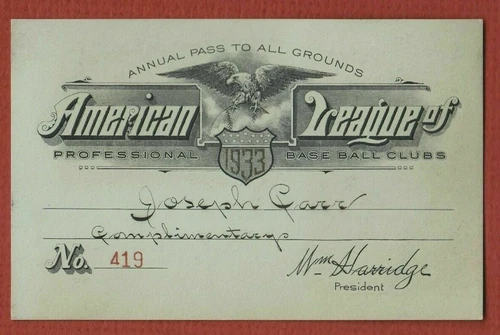 ANNUAL PASS TO ALL GROUNDS
American League of
PROFESSIONAL BASE BALL CLUBS
1933
Joseph Carr
Complimentary
No. 419
Wm Harridge
President